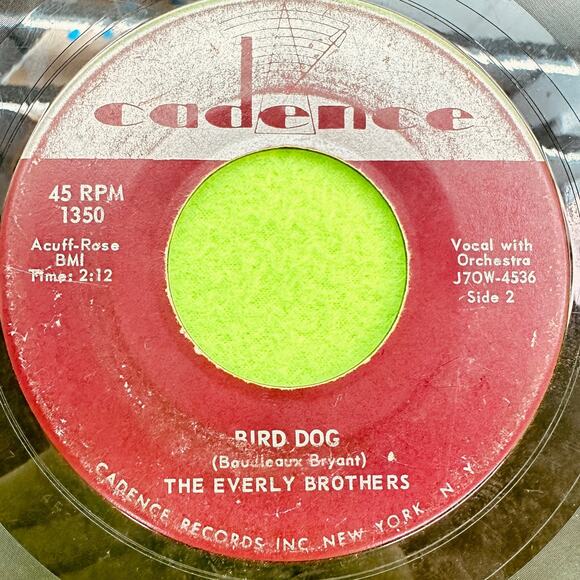 cadence
45 RPM
1350
Acuff-Rose
BMI
Time: 2:12
Vocal with
Orchestra
J7OW-4536
Side 2
BIRD DOG
(Boudleaux Bryant)
THE EVERLY BROTHERS
CADENCE RECORDS INC. NEW YORK N. Y.